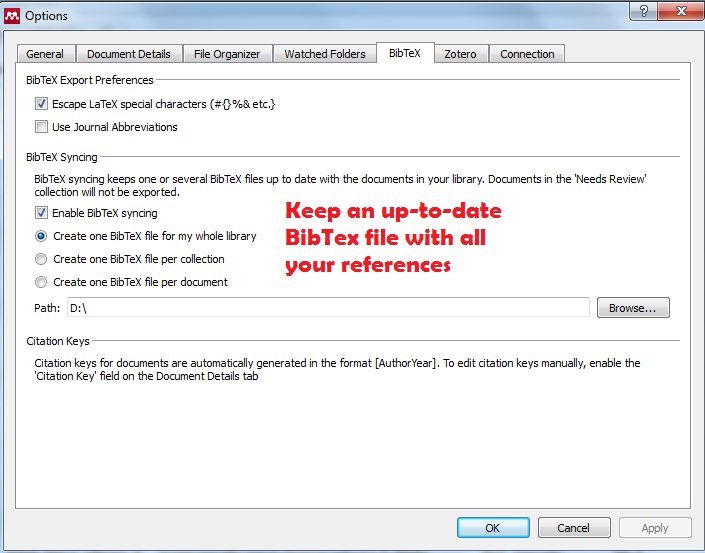 Options
General Document Details File Organizer Watched Folders BibTeX Zotero Connection
BibTeX Export Preferences
Escape LaTeX special characters (#{}%& etc.}
Use Journal Abbreviations
BibTeX Syncing
BibTeX syncing keeps one or several BibTeX files up to date with the documents in your library. Documents in the 'Needs Review'
collection will not be exported.
Enable BibTeX syncing
Create one BibTeX file for my whole library
Create one BibTeX file per collection
Create one BibTeX file per document
Keep an up-to-date
BibTex file with all
your references
Path: D:\ Browse...
Citation Keys
Citation keys for documents are automatically generated in the format [AuthorYear]. To edit citation keys manually, enable the
'Citation Key' field on the Document Details tab
OK Cancel Apply